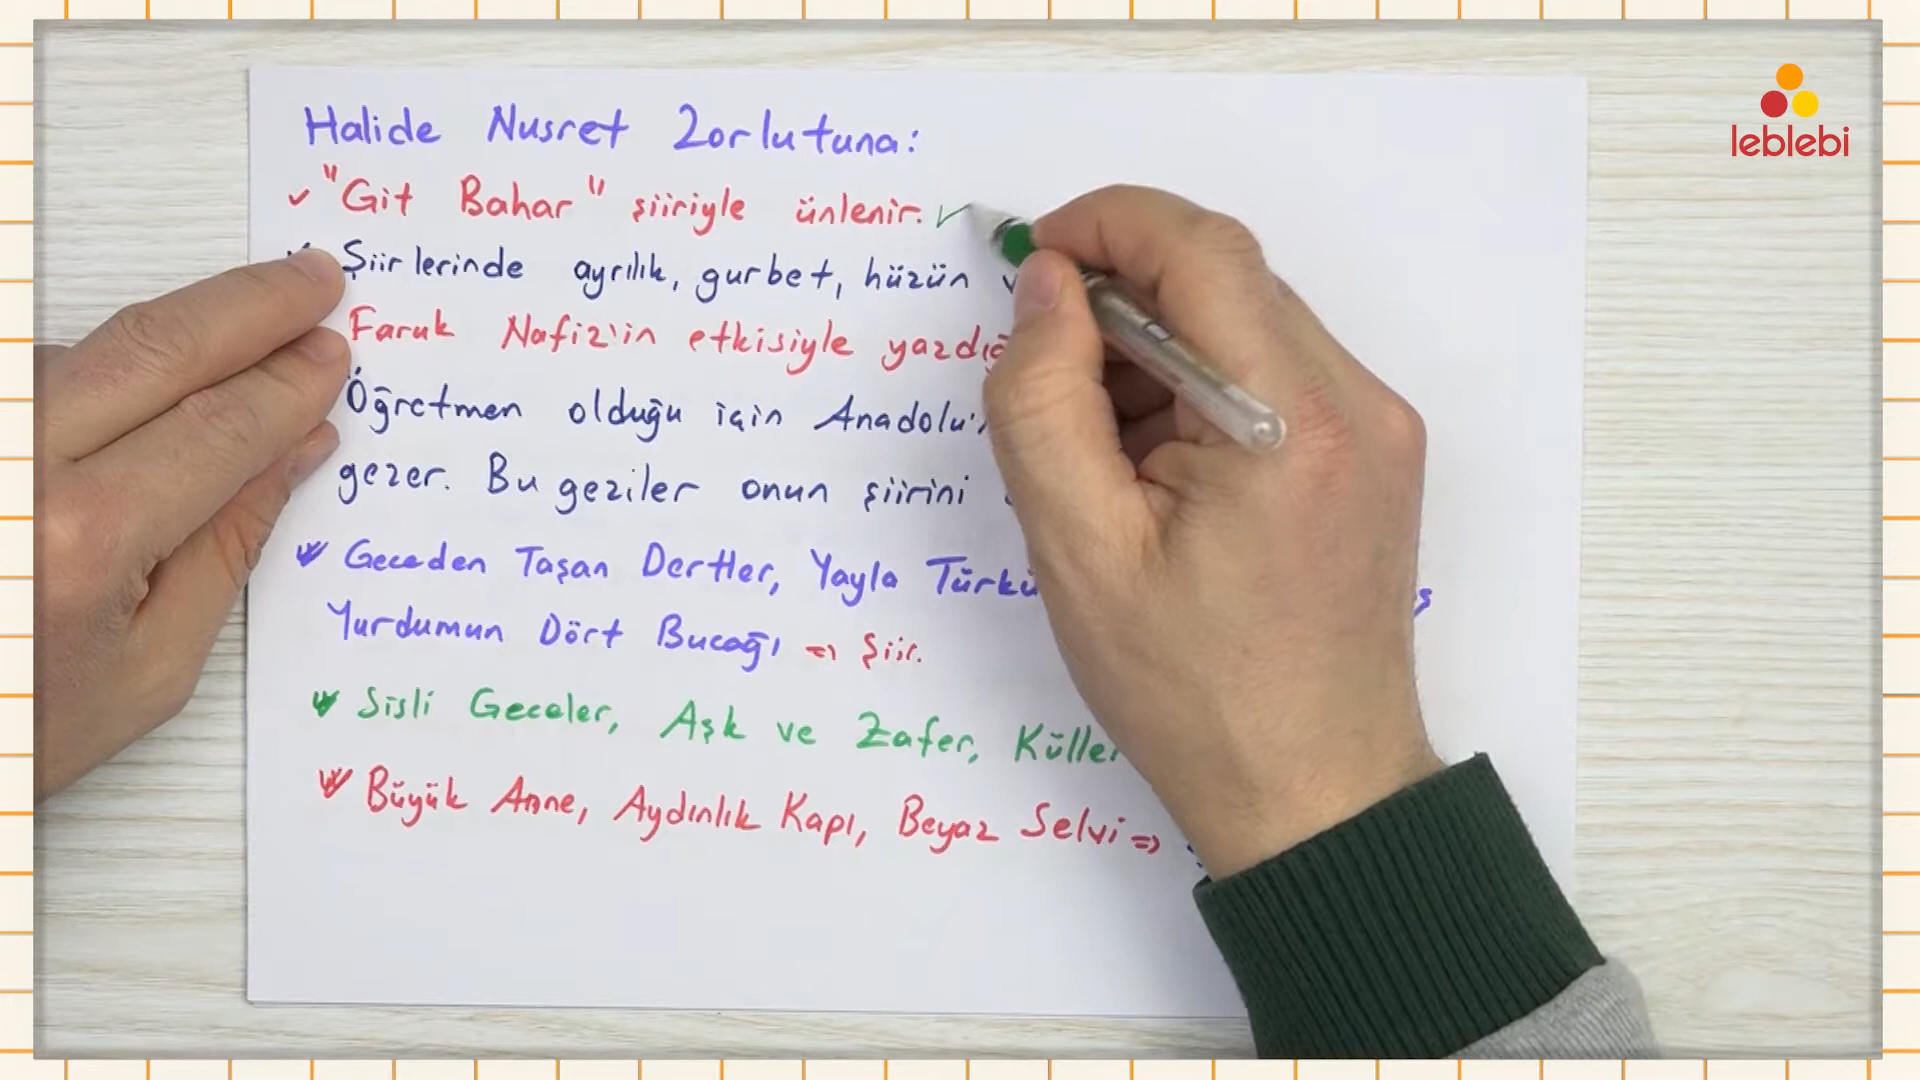 leblebi
Halide Nusret Zorlutuna:
"Git Bahar" şiiriyle ünlenir.
Şiirlerinde ayrılık, gurbet, hüzün
Faruk Nafiz'in etkisiyle
Öğretmen olduğu için
gezer. Bu geziler onun şiirini
Geceden Taşan Dertler, Yayla
Yurdumun Dört Bucağı => Şiir.
Sisli Geceler, Aşk ve Zafer,
Büyük Anne, Aydınlık Kapı, Beyaz Selvi =>